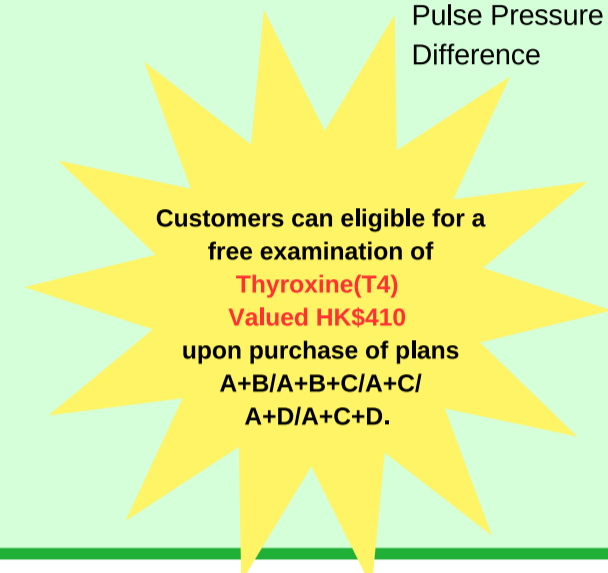 Pulse Pressure
Difference
Customers can eligible for a
free examination of
Thyroxine(T4)
Valued HK$410
upon purchase of plans
A+B/A+B+C/A+C/
A+D/A+C+D.